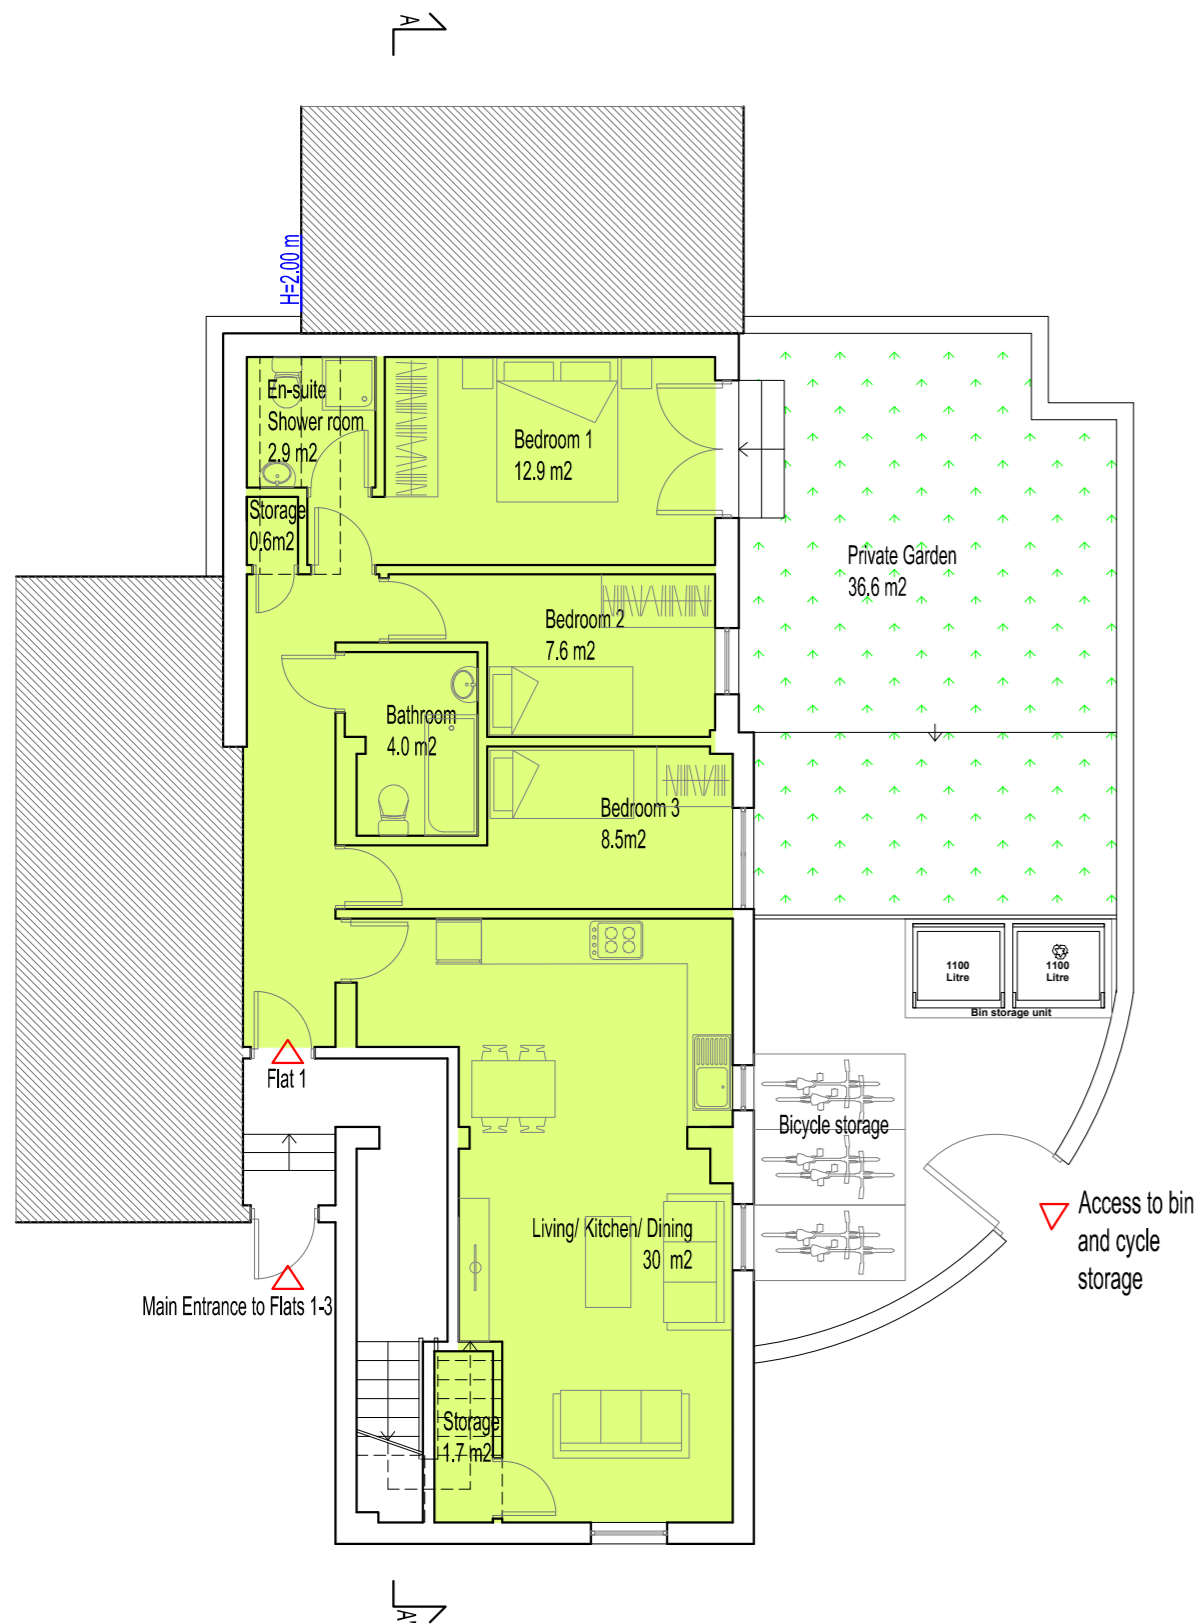 A
H=2.00 m
En-suite
Shower room
2.9 m2
Bedroom 1
12.9 m2
Storage
0.6m2
Private Garden
36.6 m2
Bedroom 2
7.6 m2
Bathroom
4.0 m2
Bedroom 3
8.5m2
1100
Litre
1100
Litre
Bin storage unit
Flat 1
Bicycle storage
Access to bin
and cycle
storage
Living/ Kitchen/ Dining
30 m2
Main Entrance to Flats 1-3
Storage
1.7 m2
A'